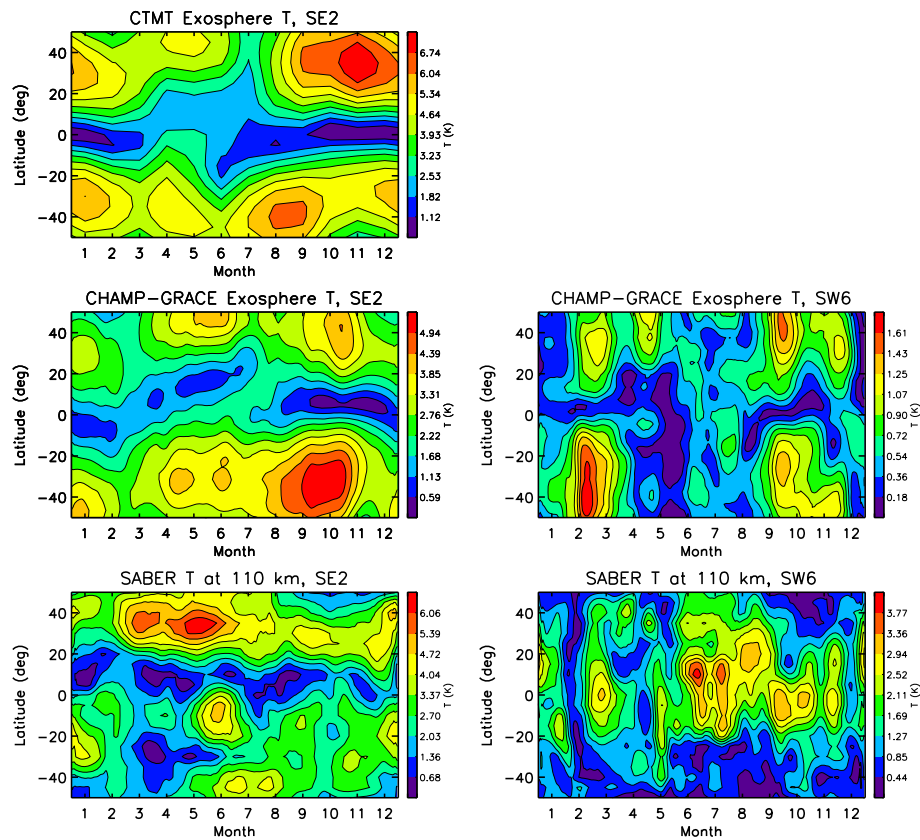 CTMT Exosphere T, SE2
Latitude (deg)
40
20
0
−20
−40
1 2 3 4 5 6 7 8 9 10 11 12
Month
6.74
6.04
5.34
4.64
3.93
3.23
2.53
1.82
1.12
T (K)
CHAMP−GRACE Exosphere T, SE2
Latitude (deg)
40
20
0
−20
−40
1 2 3 4 5 6 7 8 9 10 11 12
Month
4.94
4.39
3.85
3.31
2.76
2.22
1.68
1.13
0.59
T (K)
CHAMP−GRACE Exosphere T, SW6
Latitude (deg)
40
20
0
−20
−40
1 2 3 4 5 6 7 8 9 10 11 12
Month
1.61
1.43
1.25
1.07
0.90
0.72
0.54
0.36
0.18
T (K)
SABER T at 110 km, SE2
Latitude (deg)
40
20
0
−20
−40
1 2 3 4 5 6 7 8 9 10 11 12
Month
6.06
5.39
4.72
4.04
3.37
2.70
2.03
1.36
0.68
T (K)
SABER T at 110 km, SW6
Latitude (deg)
40
20
0
−20
−40
1 2 3 4 5 6 7 8 9 10 11 12
Month
3.77
3.36
2.94
2.52
2.11
1.69
1.27
0.85
0.44
T (K)